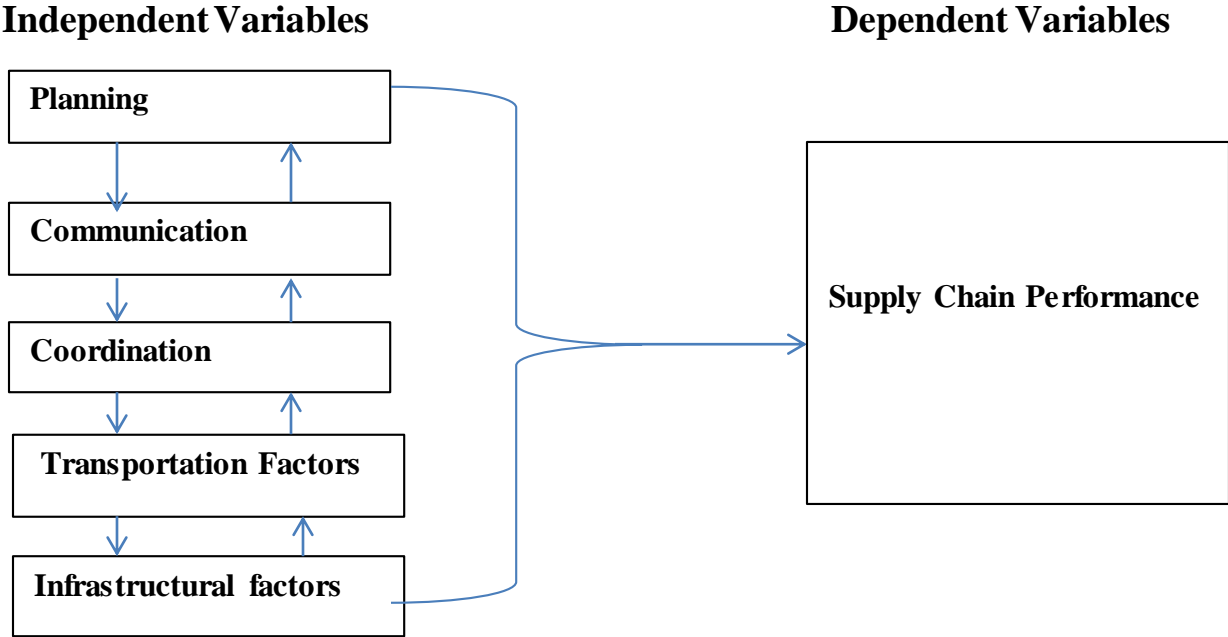 Independent Variables
Dependent Variables
Planning
Communication
Coordination
Transportation Factors
Infrastructural factors
Supply Chain Performance